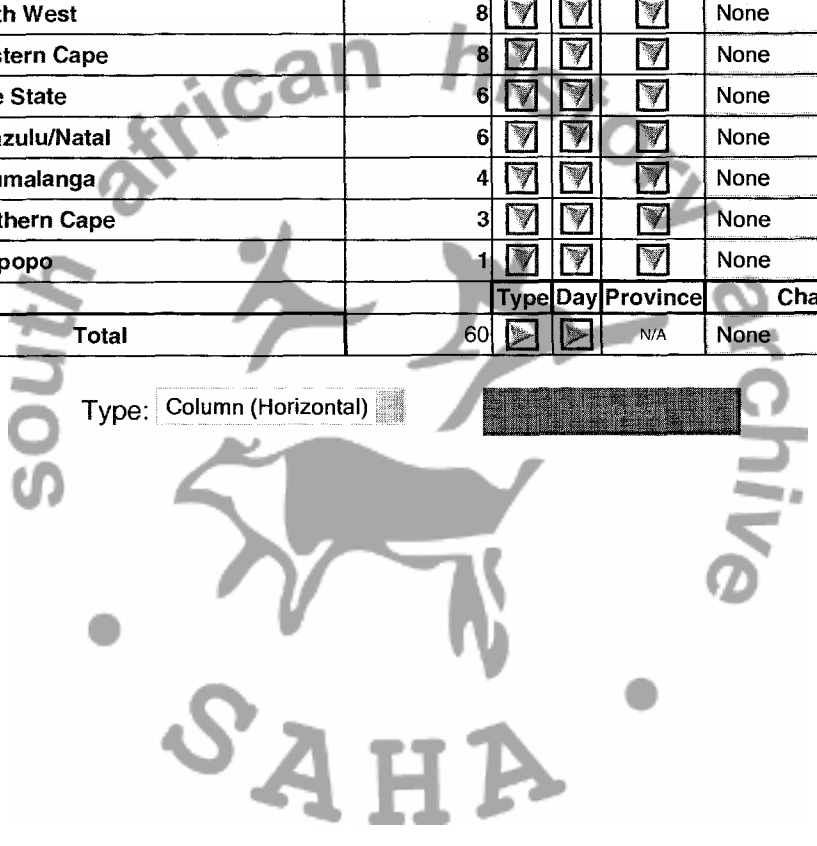 th West 8 None
stern Cape 8 None
e State 6 None
azulu/Natal 6 None
umalanga 4 None
thern Cape 3 None
popo 1 None
Type Day Province Cha
Total 60 N/A None
Type: Column (Horizontal)
south african history archive
SAHA